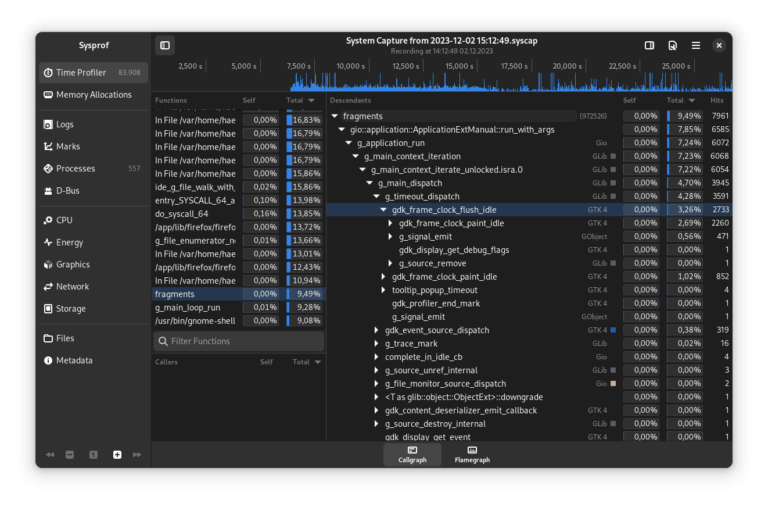 Sysprof
System Capture from 2023-12-02 15:12:49.syscap
Recording at 14:12:49 02.12.2023
Time Profiler 83.908
Memory Allocations
Logs
Marks
Processes 557
D-Bus
CPU
Energy
Graphics
Network
Storage
Files
Metadata
2,500 s 5,000 s 7,500 s 10,000 s 12,500 s 15,000 s 17,500 s 20,000 s 22,500 s 25,000 s
Functions Self Total
In File /var/home/hae 0,00% 16,83%
In File /var/home/hae 0,00% 16,79%
In File /var/home/hae 0,00% 16,79%
In File /var/home/hae 0,00% 16,79%
In File /var/home/hae 0,00% 15,86%
ide_g_file_walk_with_ 0,02% 15,86%
entry_SYSCALL_64_a 0,10% 13,98%
do_syscall_64 0,16% 13,85%
/app/lib/firefox/firefo 0,00% 13,72%
g_file_enumerator_n 0,01% 13,66%
In File /var/home/hae 0,00% 13,01%
/app/lib/firefox/firefo 0,00% 12,43%
In File /var/home/hae 0,00% 10,94%
fragments 0,00% 9,49%
g_main_loop_run 0,01% 9,28%
/usr/bin/gnome-shell 0,00% 9,08%
Filter Functions
Callers Self Total
Descendants Self Total Hits
fragments (972526) 0,00% 9,49% 7961
gio::application::ApplicationExtManual::run_with_args 0,00% 7,85% 6585
g_application_run Gio 0,00% 7,24% 6072
g_main_context_iteration GLib 0,00% 7,23% 6068
g_main_context_iterate_unlocked.isra.0 GLib 0,00% 7,22% 6054
g_main_dispatch GLib 0,00% 4,70% 3945
g_timeout_dispatch GLib 0,00% 4,28% 3591
gdk_frame_clock_flush_idle GTK 4 0,00% 3,26% 2733
gdk_frame_clock_paint_idle GTK 4 0,00% 2,69% 2260
g_signal_emit GObject 0,00% 0,56% 471
gdk_display_get_debug_flags GTK 4 0,00% 0,00% 1
g_source_remove GLib 0,00% 0,00% 1
gdk_frame_clock_paint_idle GTK 4 0,00% 1,02% 852
tooltip_popup_timeout GTK 4 0,00% 0,00% 4
gdk_profiler_end_mark GTK 4 0,00% 0,00% 1
g_signal_emit GObject 0,00% 0,00% 1
gdk_event_source_dispatch GTK 4 0,00% 0,38% 319
g_trace_mark GLib 0,00% 0,02% 16
complete_in_idle_cb Gio 0,00% 0,00% 4
g_source_unref_internal GLib 0,00% 0,00% 3
g_file_monitor_source_dispatch Gio 0,00% 0,00% 2
<T as glib::object::ObjectExt>::downgrade 0,00% 0,00% 1
gdk_content_deserializer_emit_callback GTK 4 0,00% 0,00% 1
g_source_destroy_internal GLib 0,00% 0,00% 1
gdk_display_get_event GTK 4 0,00% 0,00% 1
Callgraph
Flamegraph